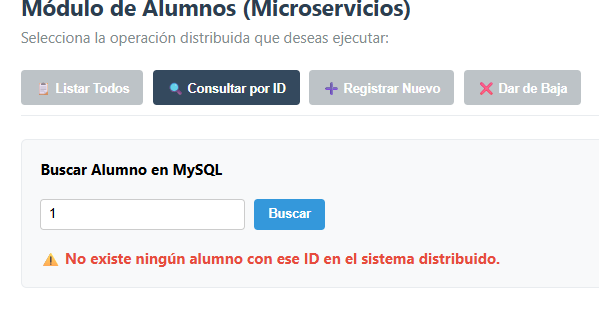 Módulo de Alumnos (Microservicios)
Selecciona la operación distribuida que deseas ejecutar:
Listar Todos
Consultar por ID
Registrar Nuevo
Dar de Baja
Buscar Alumno en MySQL
1
Buscar
No existe ningún alumno con ese ID en el sistema distribuido.